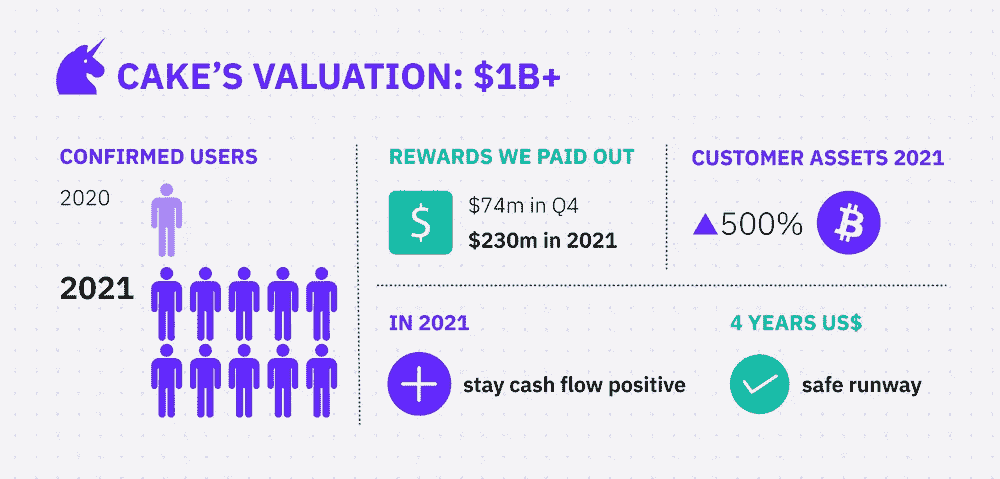 CAKE'S VALUATION: $1B+
CONFIRMED USERS
2020
2021
REWARDS WE PAID OUT
$
$74m in Q4
$230m in 2021
CUSTOMER ASSETS 2021
▲500%
₿
IN 2021
+
stay cash flow positive
4 YEARS US$
safe runway